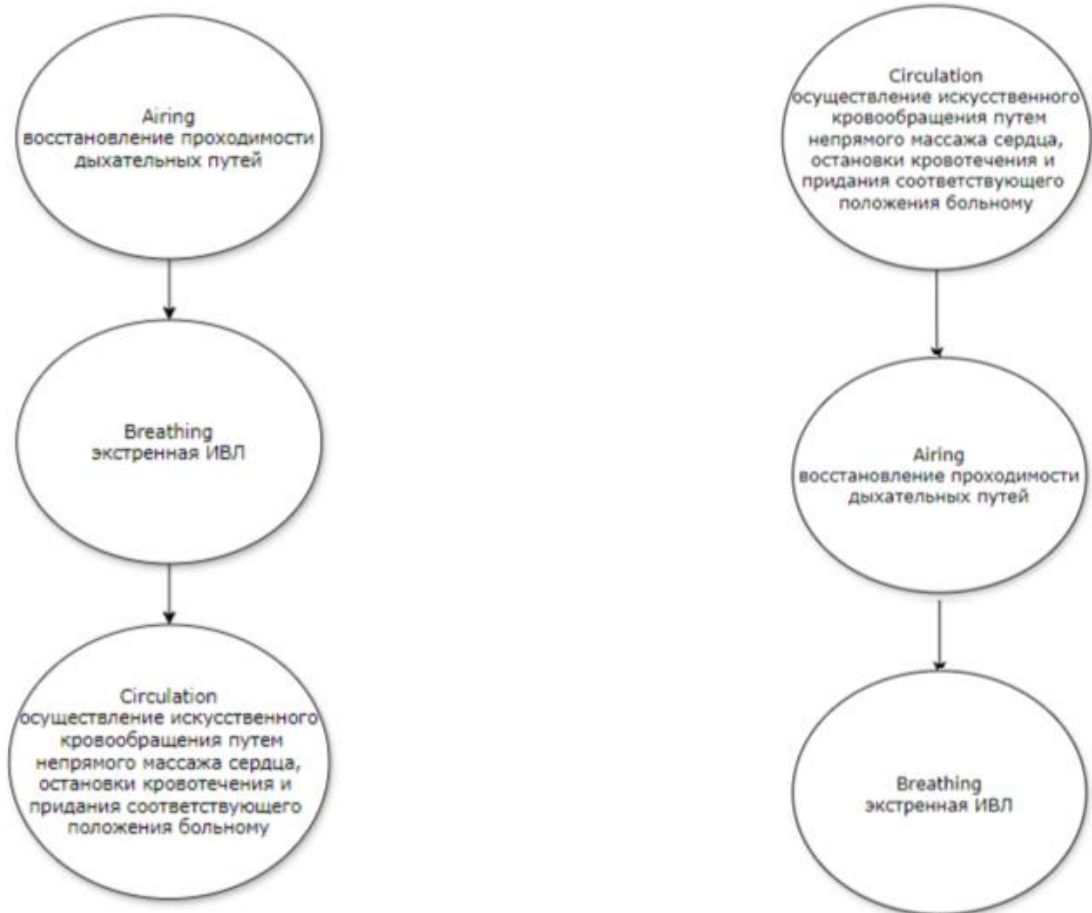 Airing
восстановление проходимости
дыхательных путей
Breathing
экстренная ИВЛ
Circulation
осуществление искусственного
кровообращения путем
непрямого массажа сердца,
остановки кровотечения и
придания соответствующего
положения больному
Circulation
осуществление искусственного
кровообращения путем
непрямого массажа сердца,
остановки кровотечения и
придания соответствующего
положения больному
Airing
восстановление проходимости
дыхательных путей
Breathing
экстренная ИВЛ